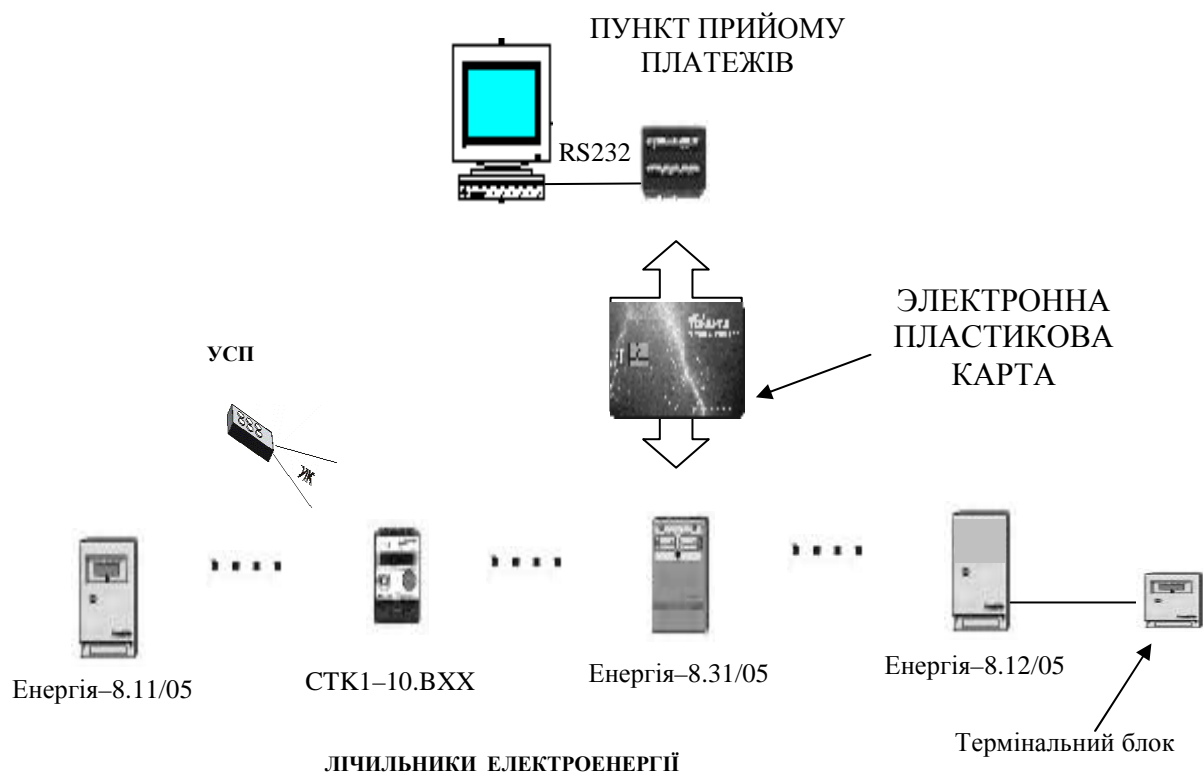 ПУНКТ ПРИЙОМУ
ПЛАТЕЖІВ
RS232
ЭЛЕКТРОННА
ПЛАСТИКОВА
КАРТА
УСП
УК
Енергія–8.11/05
СТК1–10.ВХХ
Енергія–8.31/05
Енергія–8.12/05
Термінальний блок
ЛІЧИЛЬНИКИ ЕЛЕКТРОЕНЕРГІЇ